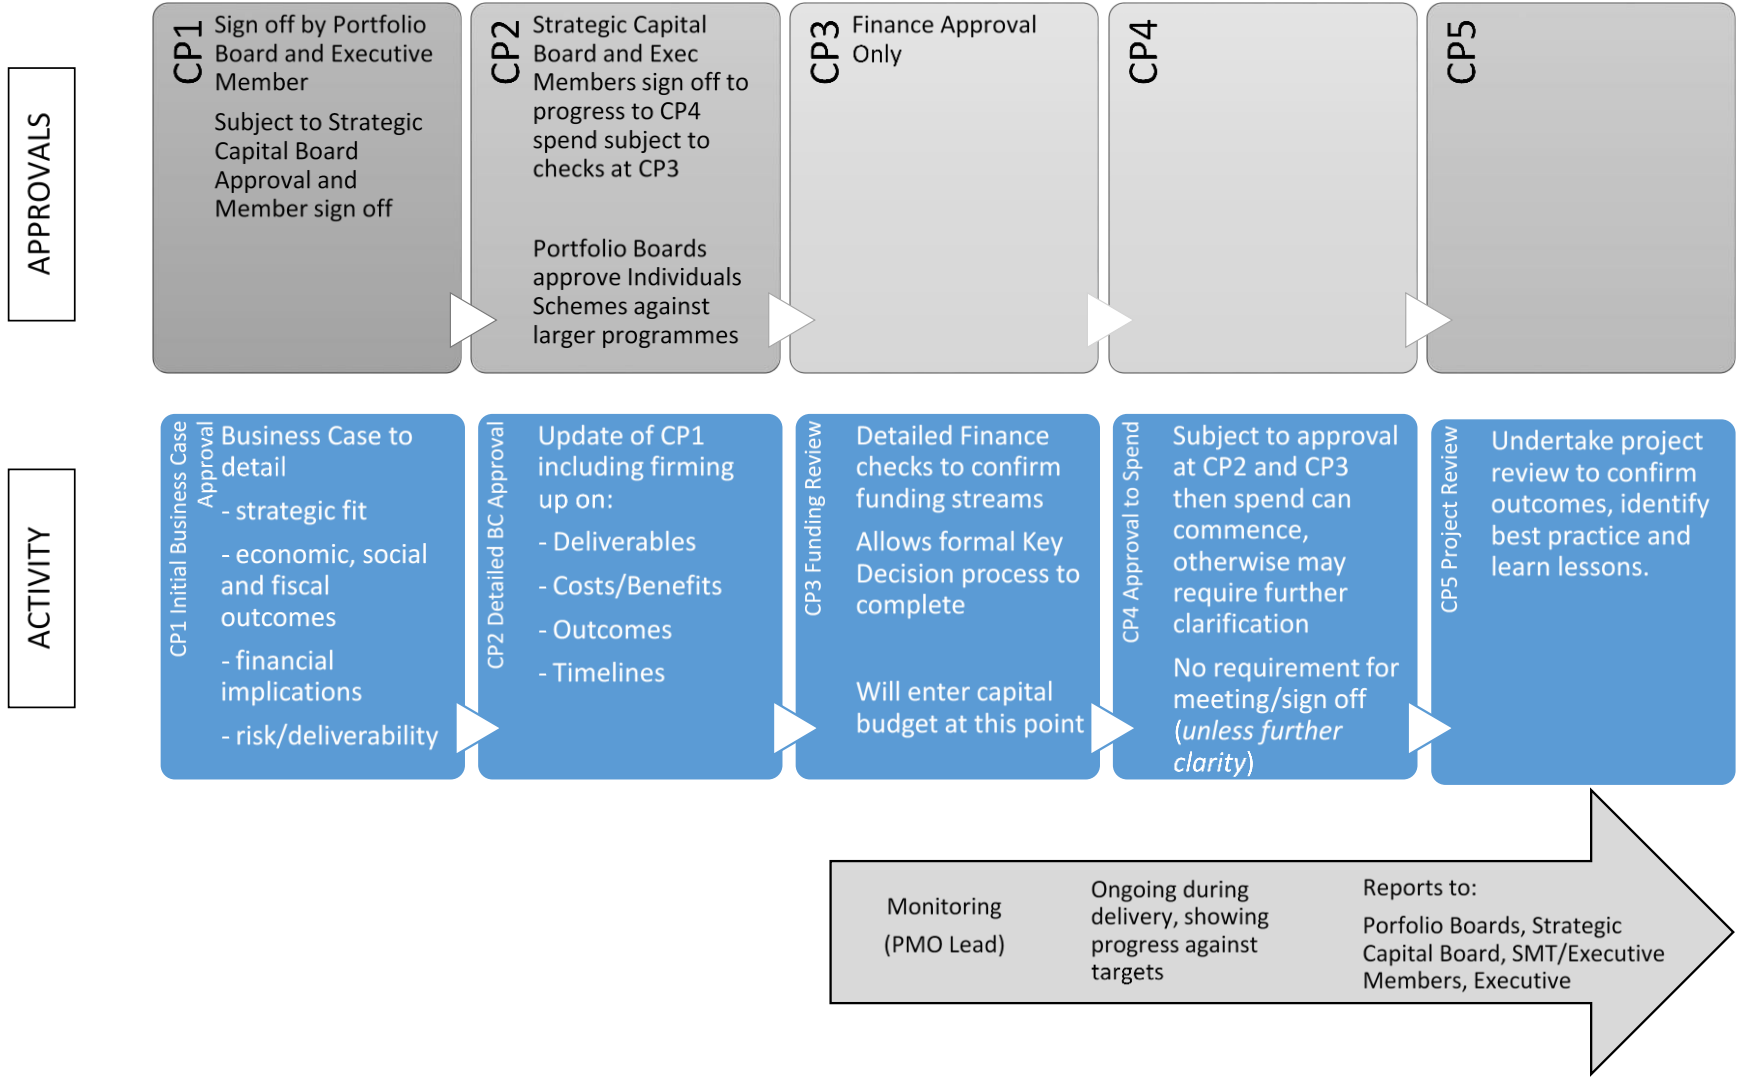 APPROVALS
CP1
Sign off by Portfolio
Board and Executive
Member
Subject to Strategic
Capital Board
Approval and
Member sign off
CP2
Strategic Capital
Board and Exec
Members sign off to
progress to CP4
spend subject to
checks at CP3
Portfolio Boards
approve Individuals
Schemes against
larger programmes
CP3
Finance Approval
Only
CP4
CP5
ACTIVITY
CP1 Initial Business Case
Approval
Business Case to
detail
- strategic fit
- economic, social
and fiscal
outcomes
- financial
implications
- risk/deliverability
CP2 Detailed BC Approval
Update of CP1
including firming
up on:
- Deliverables
- Costs/Benefits
- Outcomes
- Timelines
CP3 Funding Review
Detailed Finance
checks to confirm
funding streams
Allows formal Key
Decision process to
complete
Will enter capital
budget at this point
CP4 Approval to Spend
Subject to approval
at CP2 and CP3
then spend can
commence,
otherwise may
require further
clarification
No requirement for
meeting/sign off
(unless further
clarity)
CP5 Project Review
Undertake project
review to confirm
outcomes, identify
best practice and
learn lessons.
Monitoring
(PMO Lead)
Ongoing during
delivery, showing
progress against
targets
Reports to:
Porfolio Boards, Strategic
Capital Board, SMT/Executive
Members, Executive